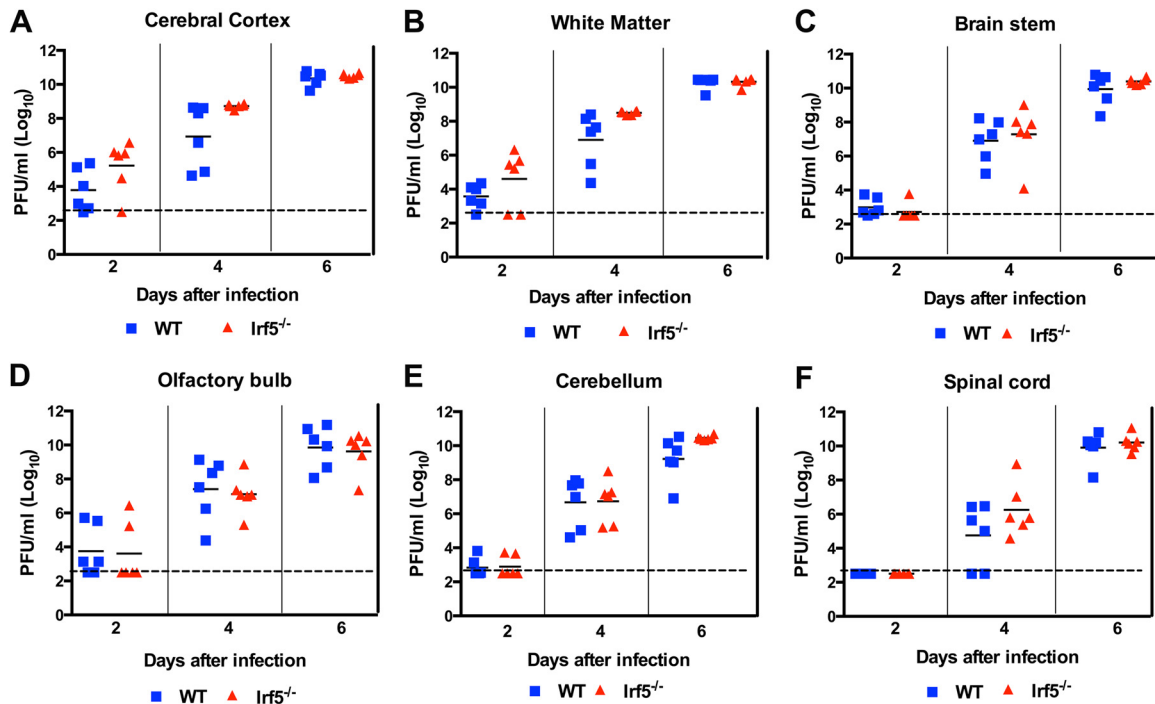 A Cerebral Cortex
PFU/ml (Log10)
12
10
8
6
4
2
0
2 4 6
Days after infection
WT Irf5-/-
B White Matter
PFU/ml (Log10)
12
10
8
6
4
2
0
2 4 6
Days after infection
WT Irf5-/-
C Brain stem
PFU/ml (Log10)
12
10
8
6
4
2
0
2 4 6
Days after infection
WT Irf5-/-
D Olfactory bulb
PFU/ml (Log10)
12
10
8
6
4
2
0
2 4 6
Days after infection
WT Irf5-/-
E Cerebellum
PFU/ml (Log10)
12
10
8
6
4
2
0
2 4 6
Days after infection
WT Irf5-/-
F Spinal cord
PFU/ml (Log10)
12
10
8
6
4
2
0
2 4 6
Days after infection
WT Irf5-/-